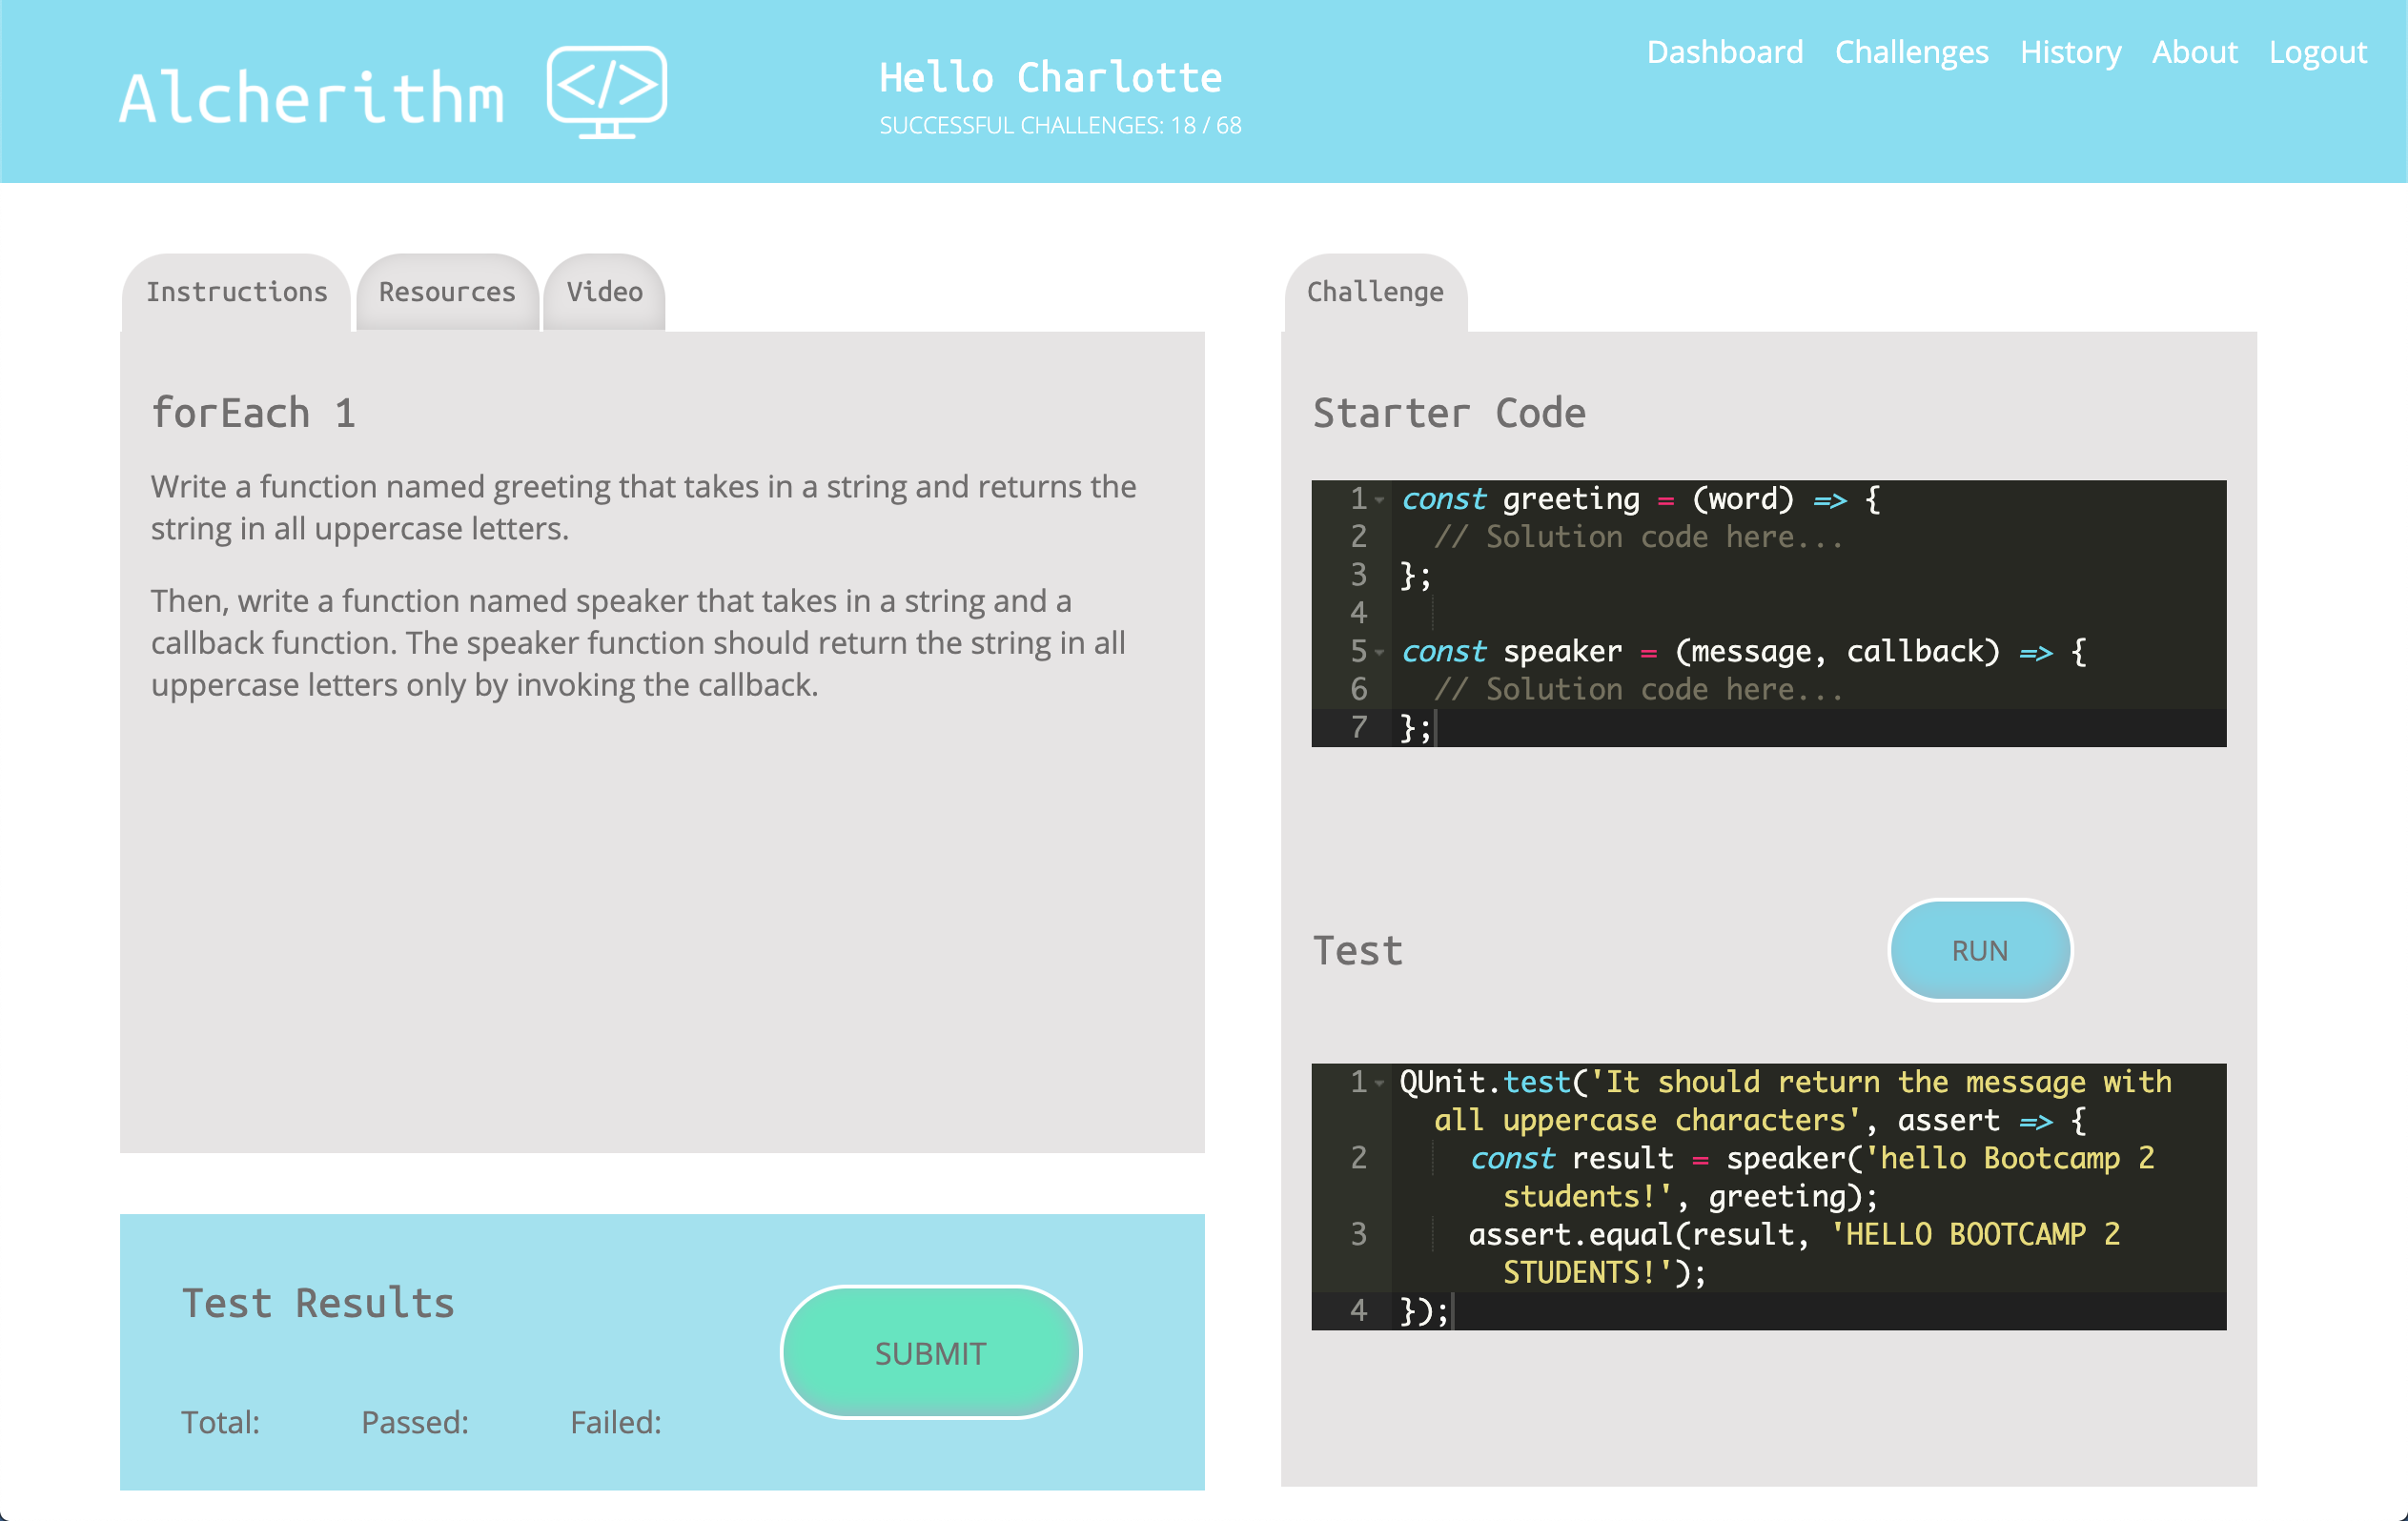 Alcherithm </>
Hello Charlotte
SUCCESSFUL CHALLENGES: 18 / 68
Dashboard Challenges History About Logout
Instructions Resources Video
forEach 1
Write a function named greeting that takes in a string and returns the
string in all uppercase letters.
Then, write a function named speaker that takes in a string and a
callback function. The speaker function should return the string in all
uppercase letters only by invoking the callback.
Test Results
SUBMIT
Total: Passed: Failed:
Challenge
Starter Code
1 const greeting = (word) => {
2   // Solution code here...
3 };
4
5 const speaker = (message, callback) => {
6   // Solution code here...
7 };
Test
RUN
1 QUnit.test('It should return the message with
all uppercase characters', assert => {
2     const result = speaker('hello Bootcamp 2
students!', greeting);
3     assert.equal(result, 'HELLO BOOTCAMP 2
STUDENTS!');
4 });